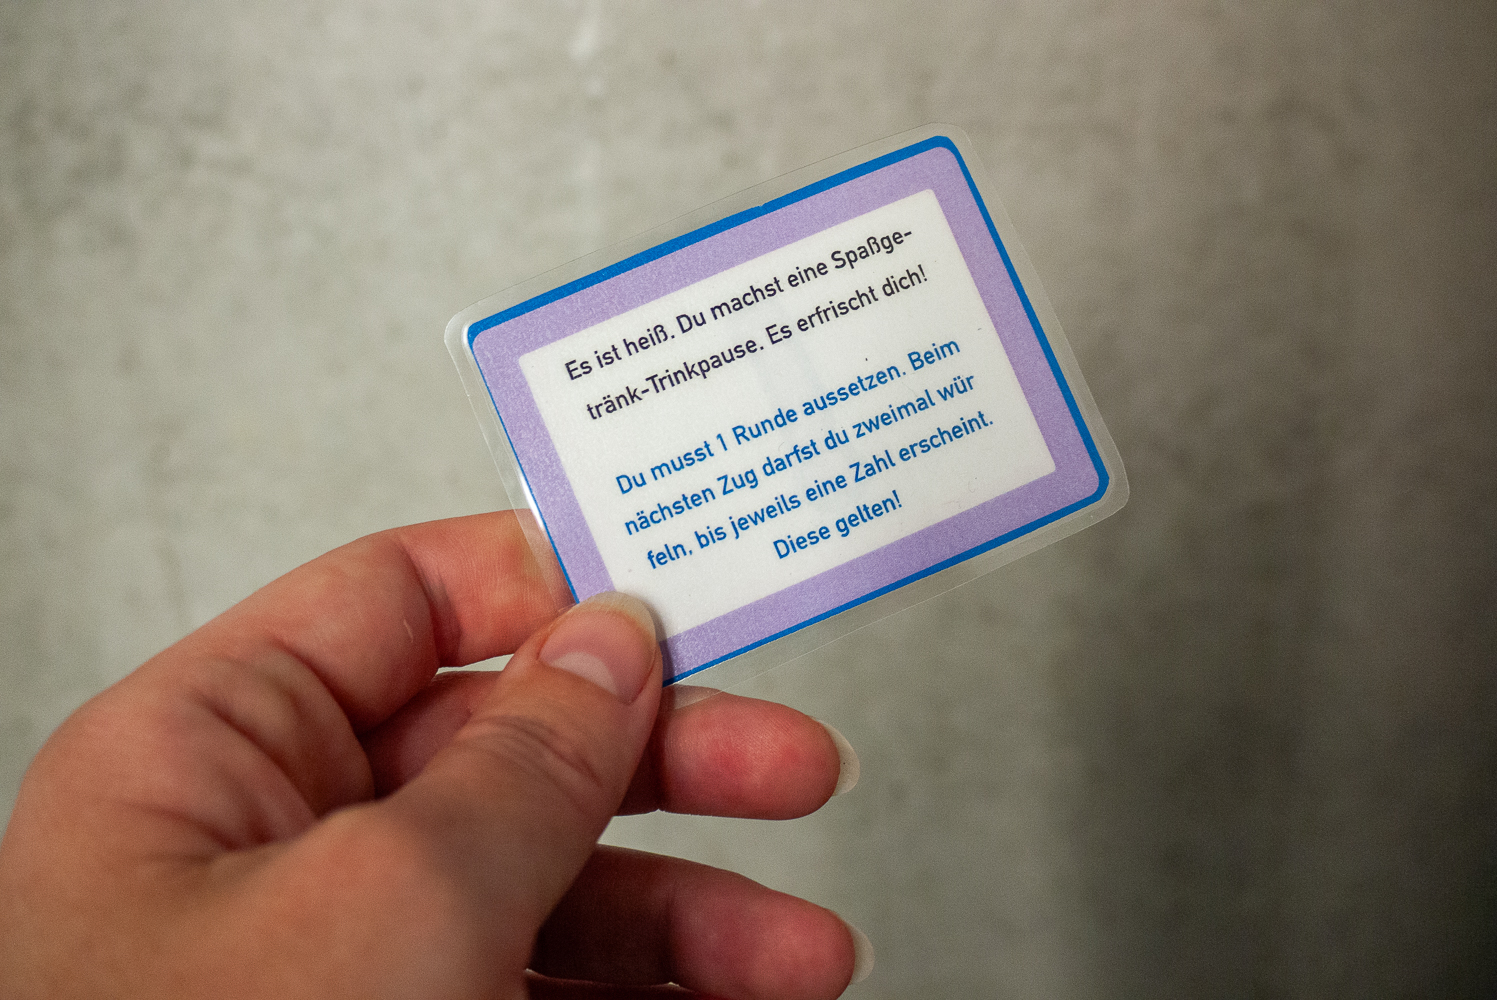 Es ist heiß. Du machst eine Spaßge-
tränk-Trinkpause. Es erfrischt dich!
Du musst 1 Runde aussetzen. Beim
nächsten Zug darfst du zweimal wür
feln, bis jeweils eine Zahl erscheint.
Diese gelten!